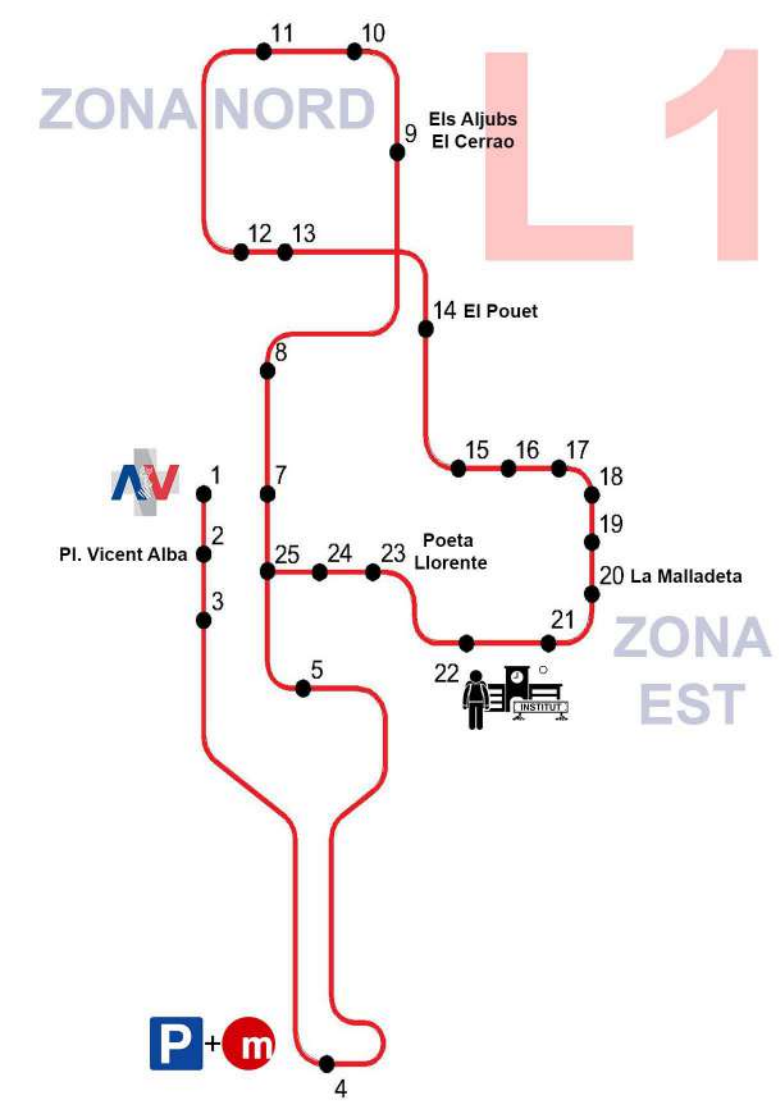 11
10
ZONA NORD
L1
Els Aljubs
El Cerrao
9
12
13
14 El Pouet
8
15
16
17
18
AV
1
7
19
2
Pl. Vicent Alba
25
24
23
Poeta
Llorente
20 La Malladeta
3
21
ZONA
EST
22
5
INSTITUT
P+m
4